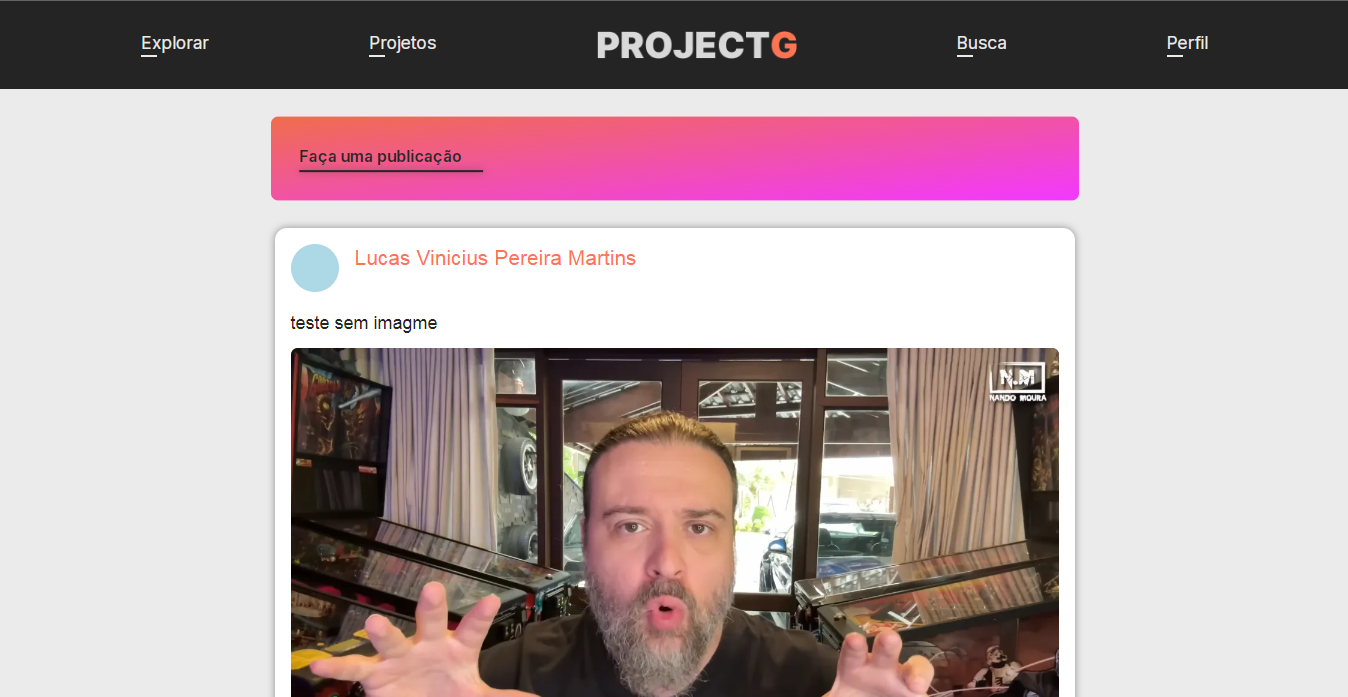 Explorar
Projetos
PROJECTG
Busca
Perfil
Faça uma publicação
Lucas Vinicius Pereira Martins
teste sem imagme
N.M
NANDO MOURA